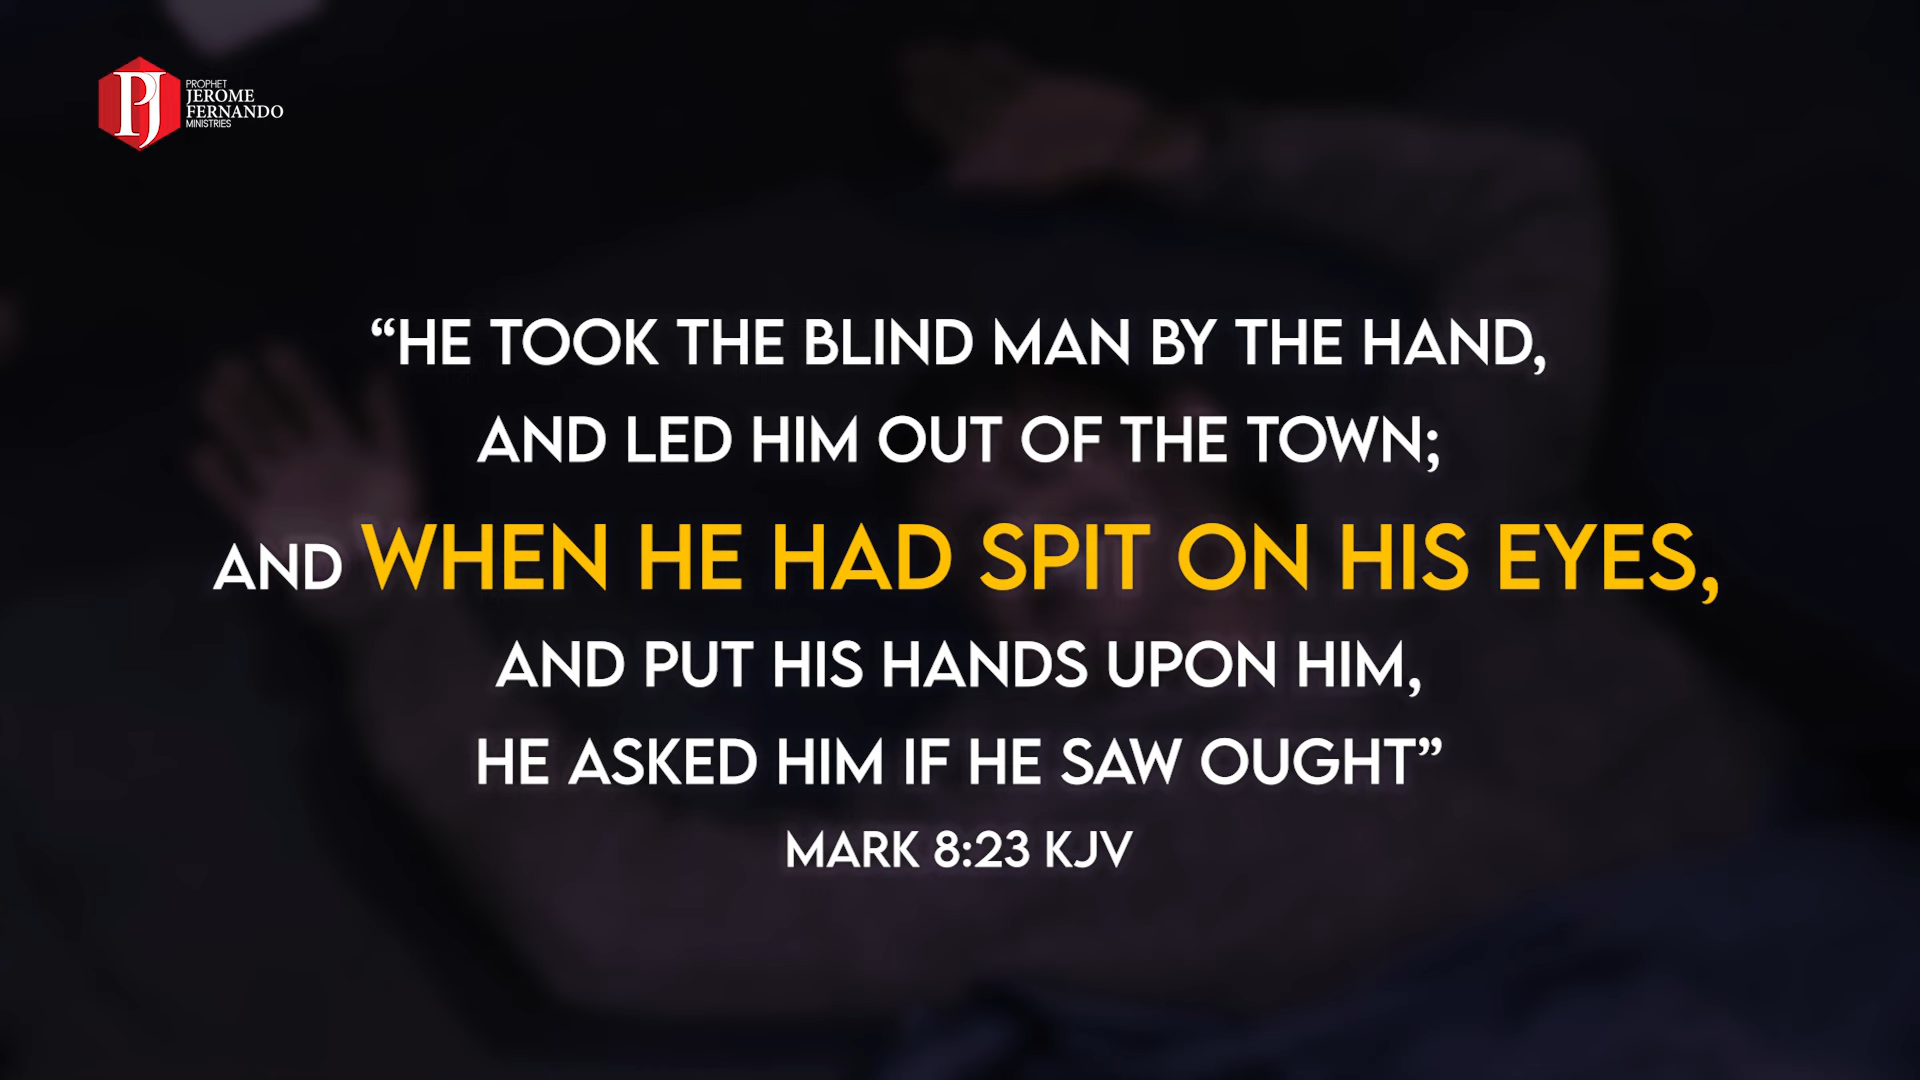 PJ
PROPHET
JEROME
FERNANDO
MINISTRIES
“HE TOOK THE BLIND MAN BY THE HAND,
AND LED HIM OUT OF THE TOWN;
AND WHEN HE HAD SPIT ON HIS EYES,
AND PUT HIS HANDS UPON HIM,
HE ASKED HIM IF HE SAW OUGHT”
MARK 8:23 KJV